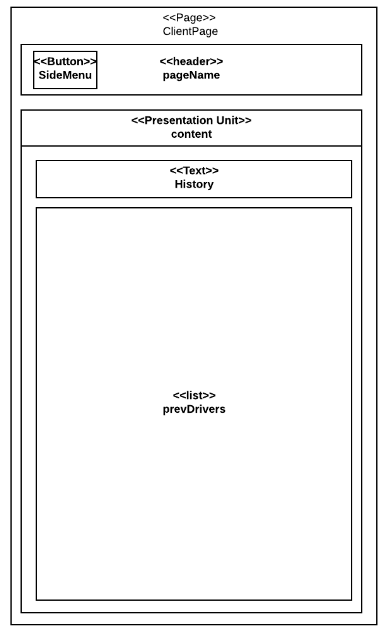 <<Page>>
ClientPage
<<Button>>
SideMenu
<<header>>
pageName
<<Presentation Unit>>
content
<<Text>>
History
<<list>>
prevDrivers